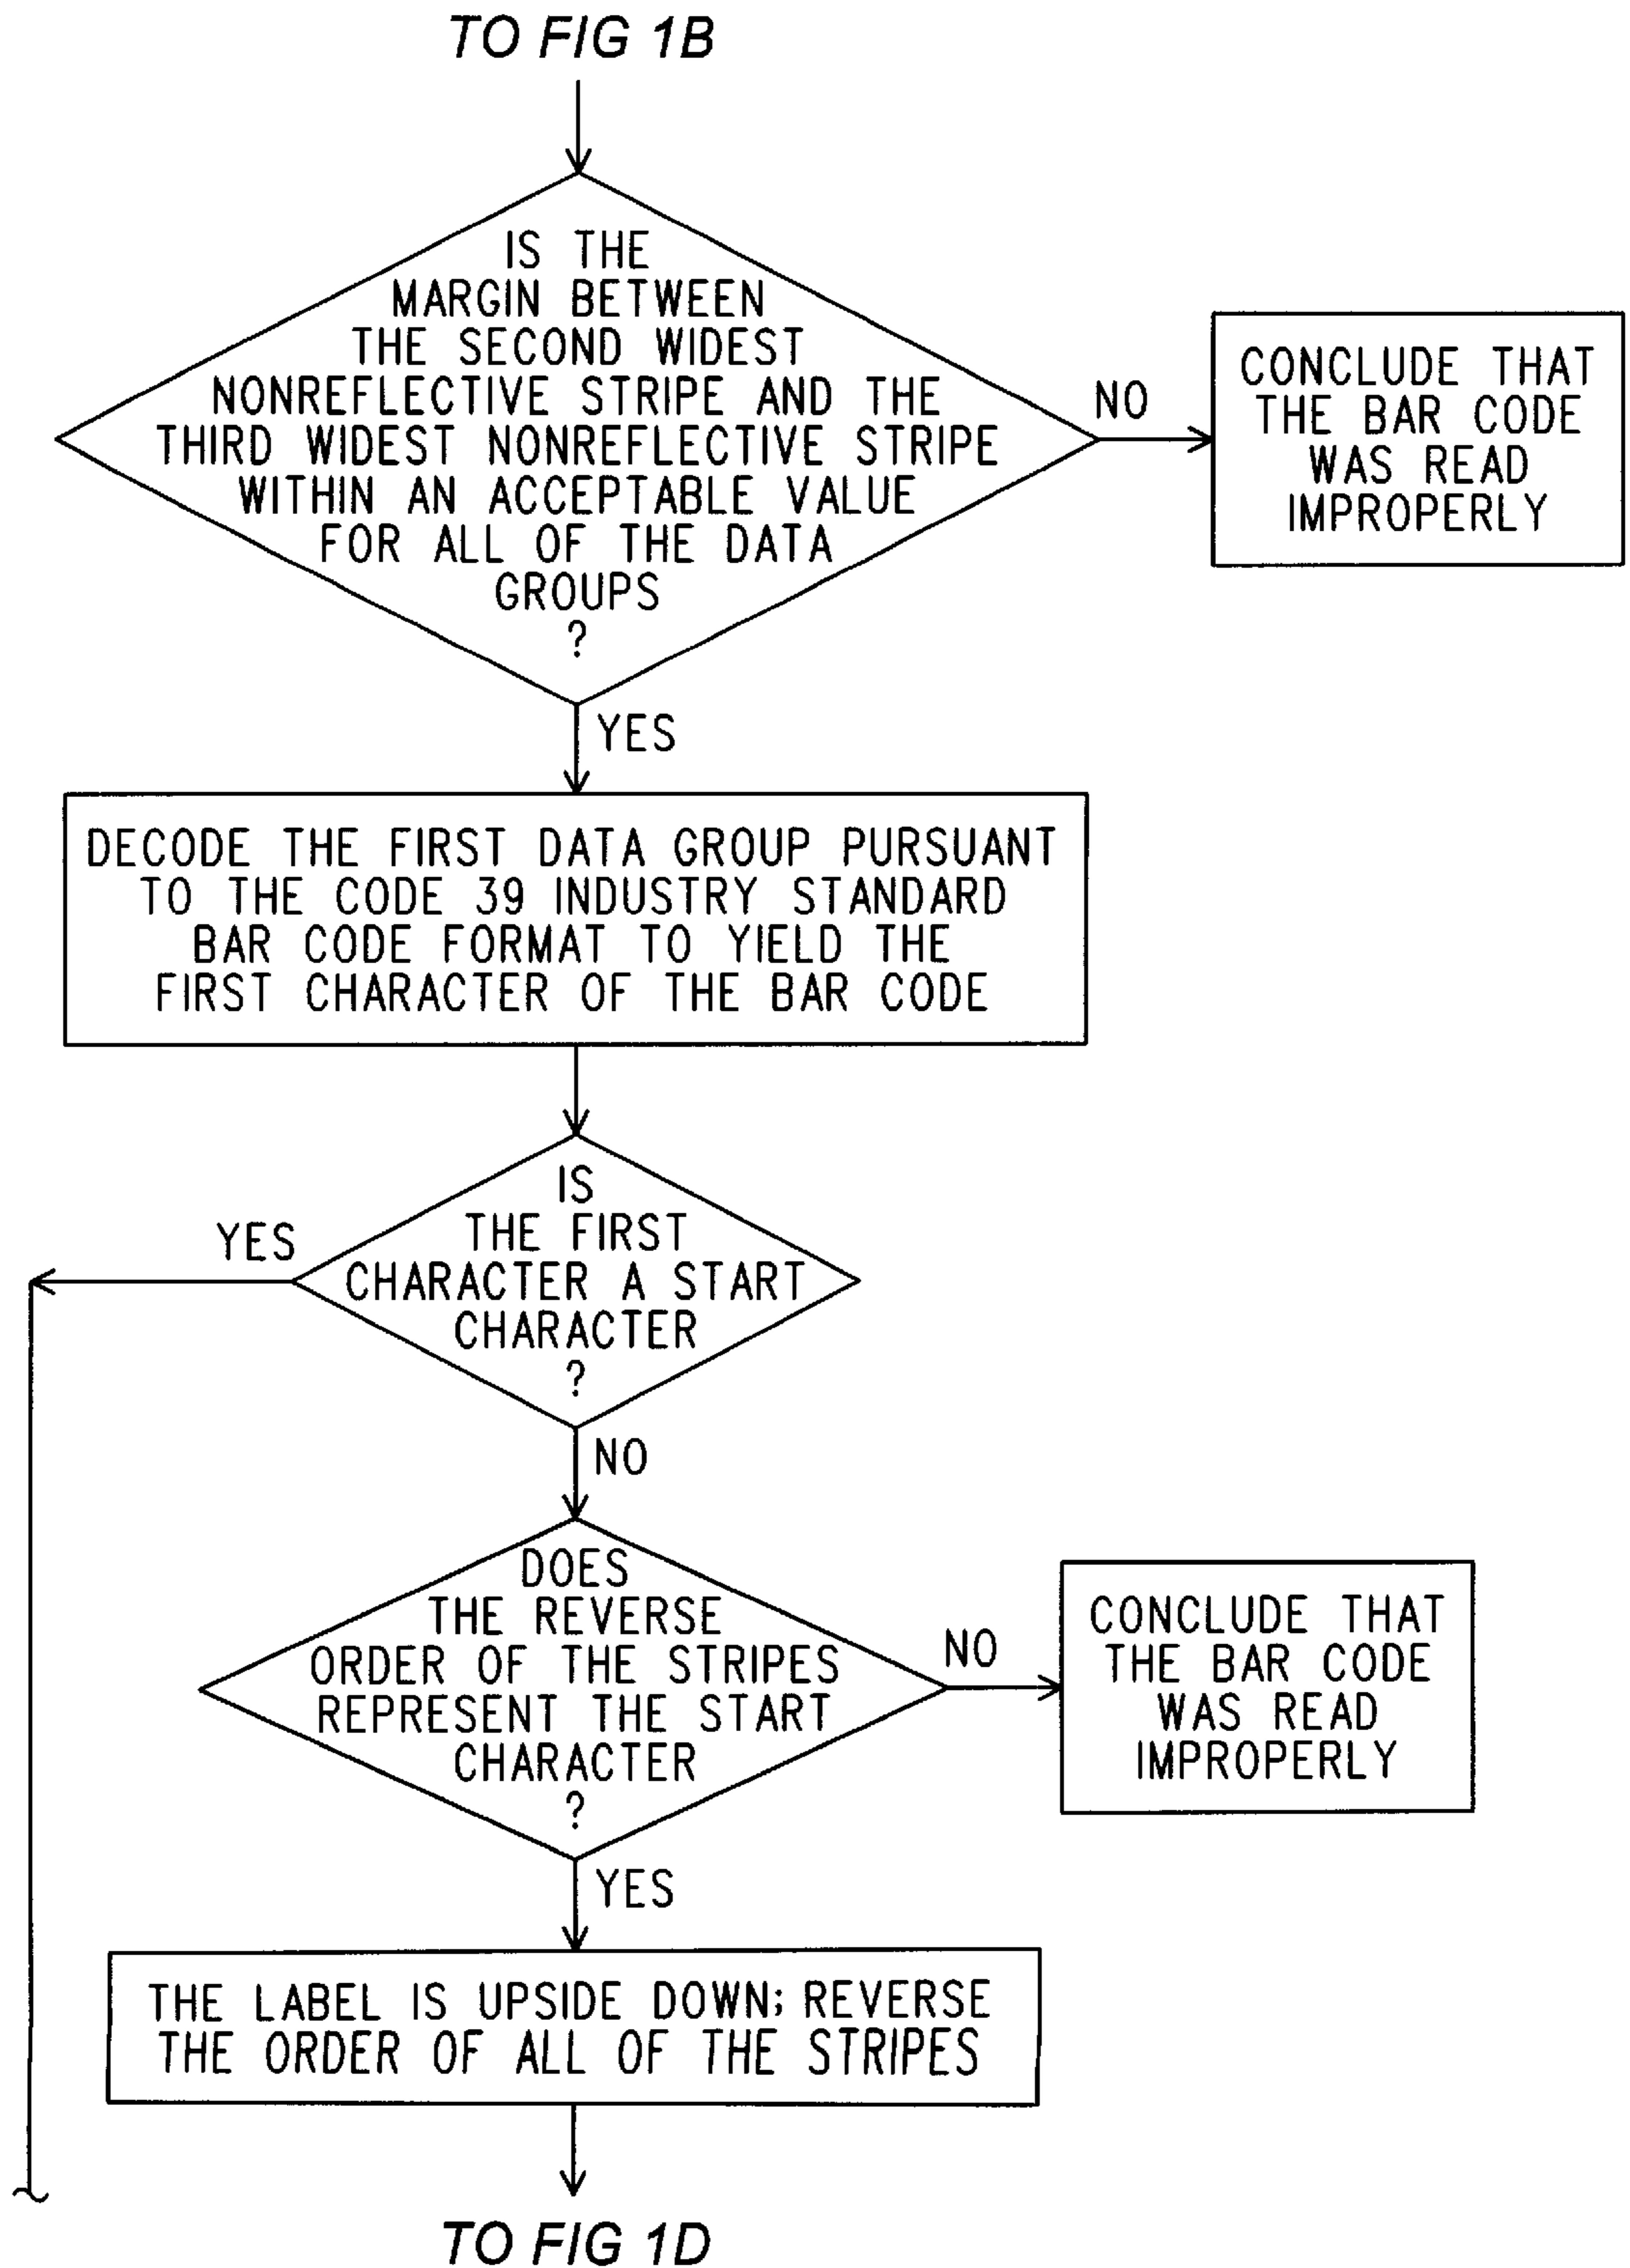 TO FIG 1B
IS THE
MARGIN BETWEEN
THE SECOND WIDEST
NONREFLECTIVE STRIPE AND THE
THIRD WIDEST NONREFLECTIVE STRIPE
WITHIN AN ACCEPTABLE VALUE
FOR ALL OF THE DATA
GROUPS
?
NO
CONCLUDE THAT
THE BAR CODE
WAS READ
IMPROPERLY
YES
DECODE THE FIRST DATA GROUP PURSUANT
TO THE CODE 39 INDUSTRY STANDARD
BAR CODE FORMAT TO YIELD THE
FIRST CHARACTER OF THE BAR CODE
IS
THE FIRST
CHARACTER A START
CHARACTER
?
YES
NO
DOES
THE REVERSE
ORDER OF THE STRIPES
REPRESENT THE START
CHARACTER
?
NO
CONCLUDE THAT
THE BAR CODE
WAS READ
IMPROPERLY
YES
THE LABEL IS UPSIDE DOWN; REVERSE
THE ORDER OF ALL OF THE STRIPES
TO FIG 1D